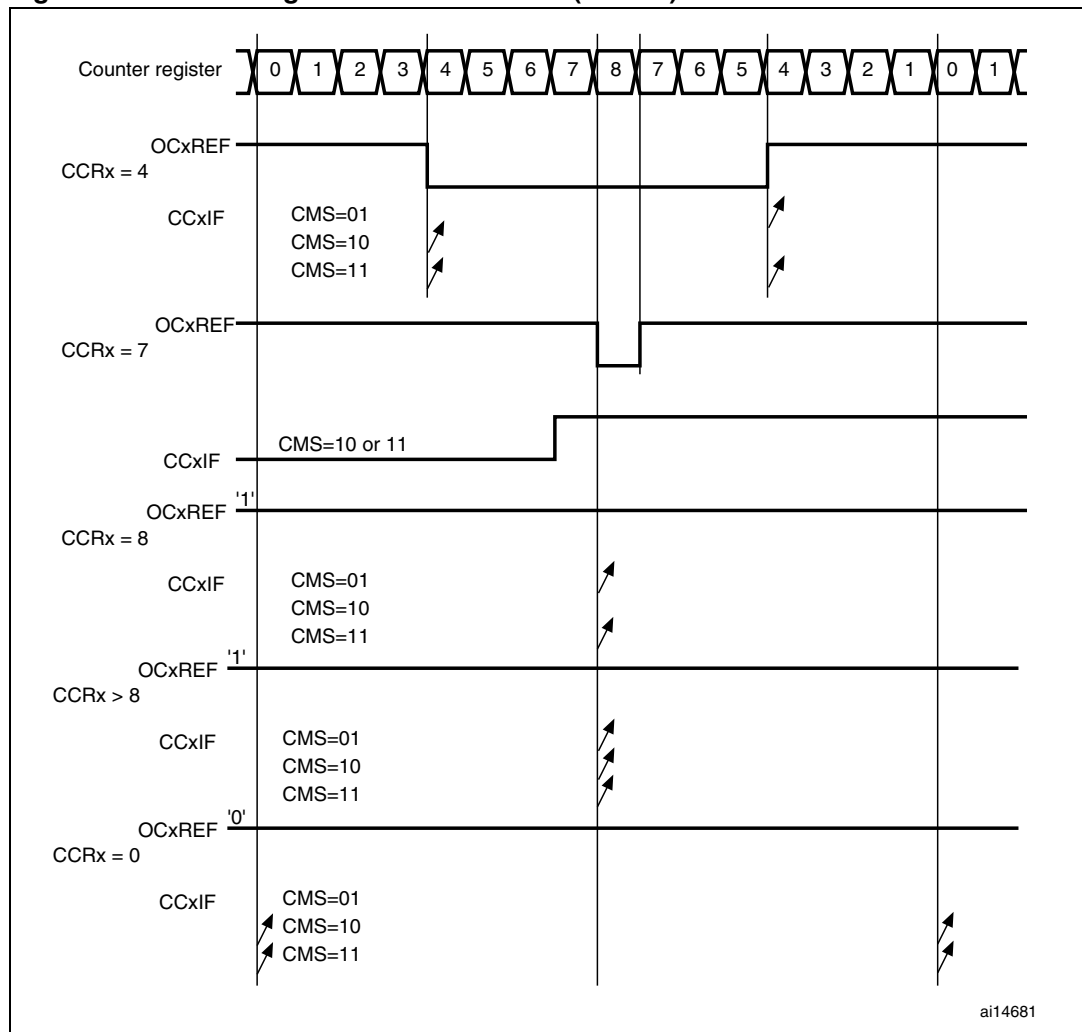 Counter register 0 1 2 3 4 5 6 7 8 7 6 5 4 3 2 1 0 1
OCxREF
CCRx = 4
CCxIF CMS=01
CMS=10
CMS=11
OCxREF
CCRx = 7
CMS=10 or 11
CCxIF
'1'
OCxREF
CCRx = 8
CCxIF CMS=01
CMS=10
CMS=11
'1'
OCxREF
CCRx > 8
CCxIF CMS=01
CMS=10
CMS=11
'0'
OCxREF
CCRx = 0
CCxIF CMS=01
CMS=10
CMS=11
ai14681